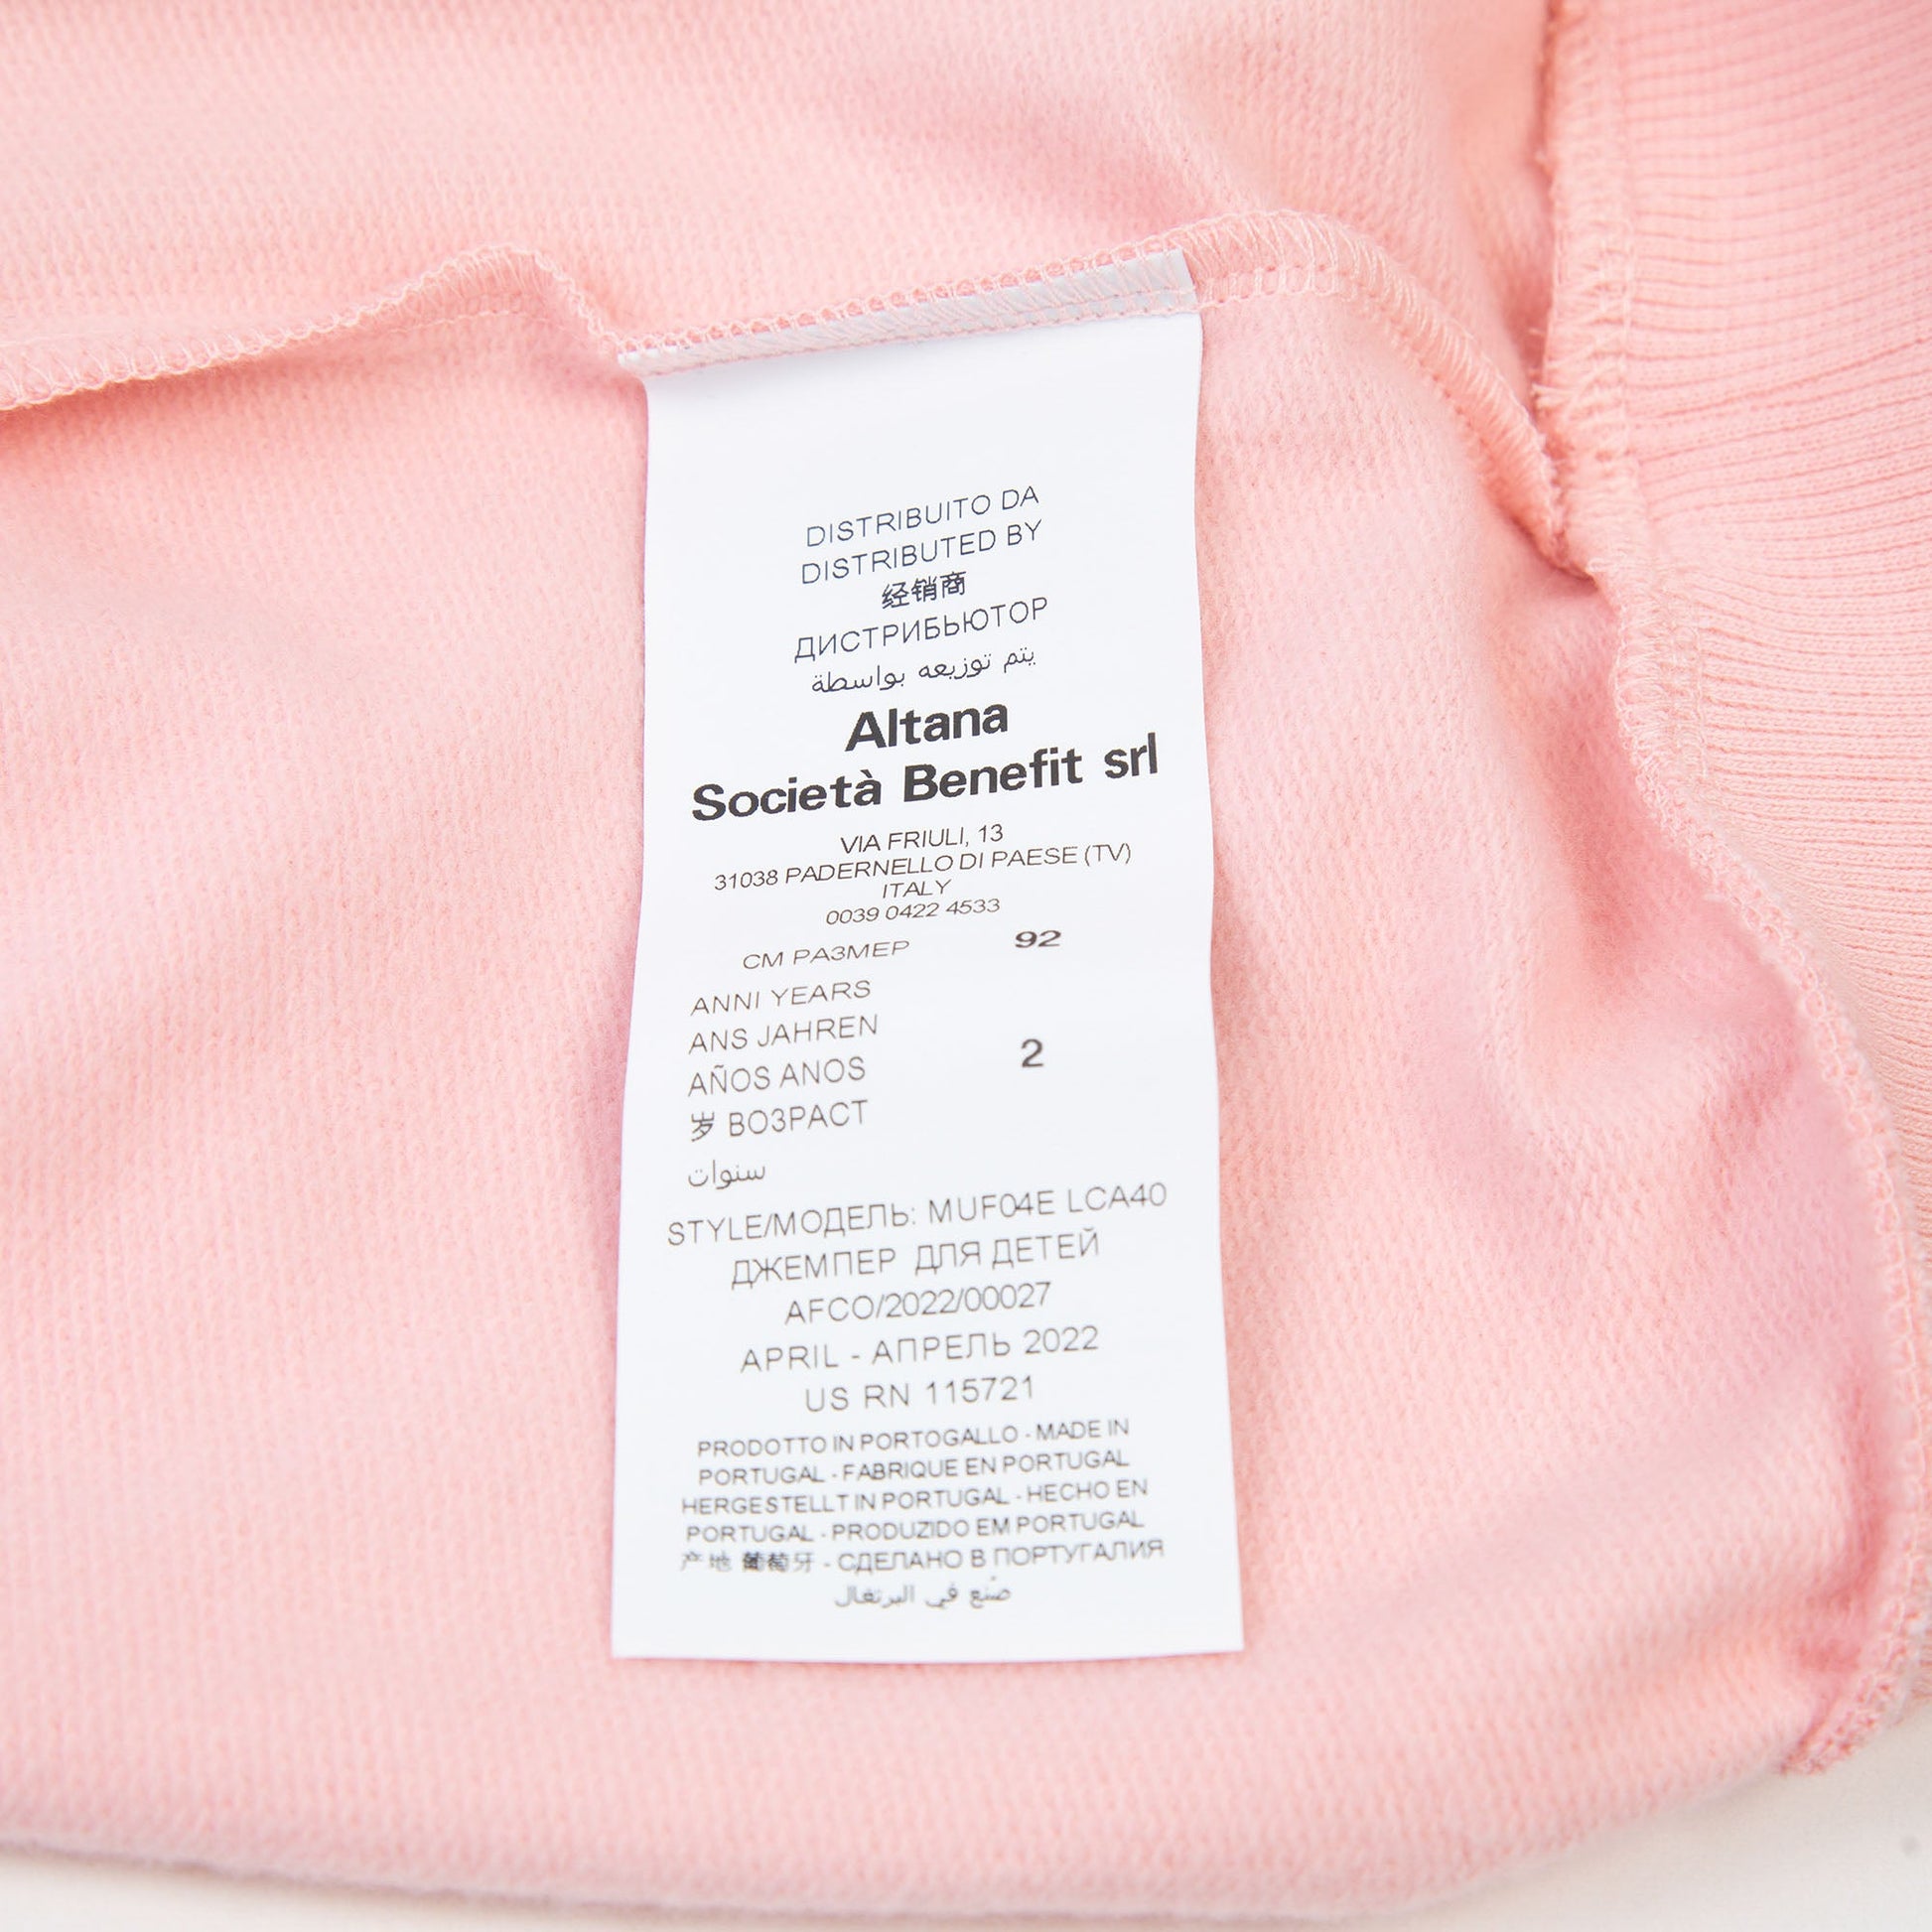 DISTRIBUITO DA
DISTRIBUTED BY
经销商
ДИСТРИБЬЮТОР
يتم توزيعه بواسطة
Altana
Società Benefit srl
VIA FRIULI, 13
31038 PADERNELLO DI PAESE (TV)
ITALY
0039 0422 4533
СМ РАЗМЕР 92
ANNI YEARS
ANS JAHREN
AÑOS ANOS 2
岁 ВОЗРАСТ
سنوات
STYLE/МОДЕЛЬ: MUF04E LCA40
ДЖЕМПЕР ДЛЯ ДЕТЕЙ
AFCO/2022/00027
APRIL - АПРЕЛЬ 2022
US RN 115721
PRODOTTO IN PORTOGALLO - MADE IN
PORTUGAL - FABRIQUE EN PORTUGAL
HERGESTELLT IN PORTUGAL - HECHO EN
PORTUGAL - PRODUZIDO EM PORTUGAL
产地 葡萄牙 - СДЕЛАНО В ПОРТУГАЛИЯ
صُنع في البرتغال